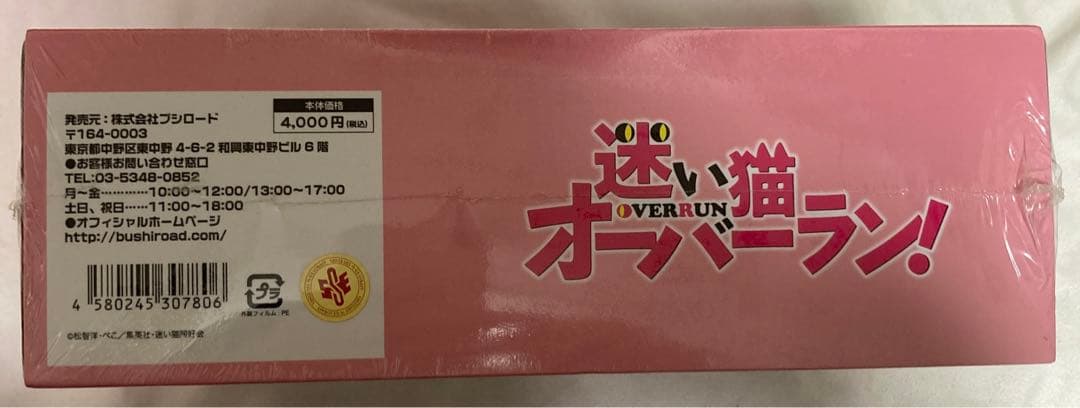 発売元：株式会社ブシロード
〒164-0003
東京都中野区東中野 4-6-2 和興東中野ビル 6 階
●お客様お問い合わせ窓口
TEL:03-5348-0852
月～金…………10:00～12:00/13:00～17:00
土日、祝日……11:00～18:00
●オフィシャルホームページ
http://bushiroad.com/
本体価格
4,000円(税込)
4 580245 307806
プラ
外装フィルム：PE
©松智洋・ぺこ／集英社・迷い猫同好会
迷い猫
OVERRUN
オーバーラン!